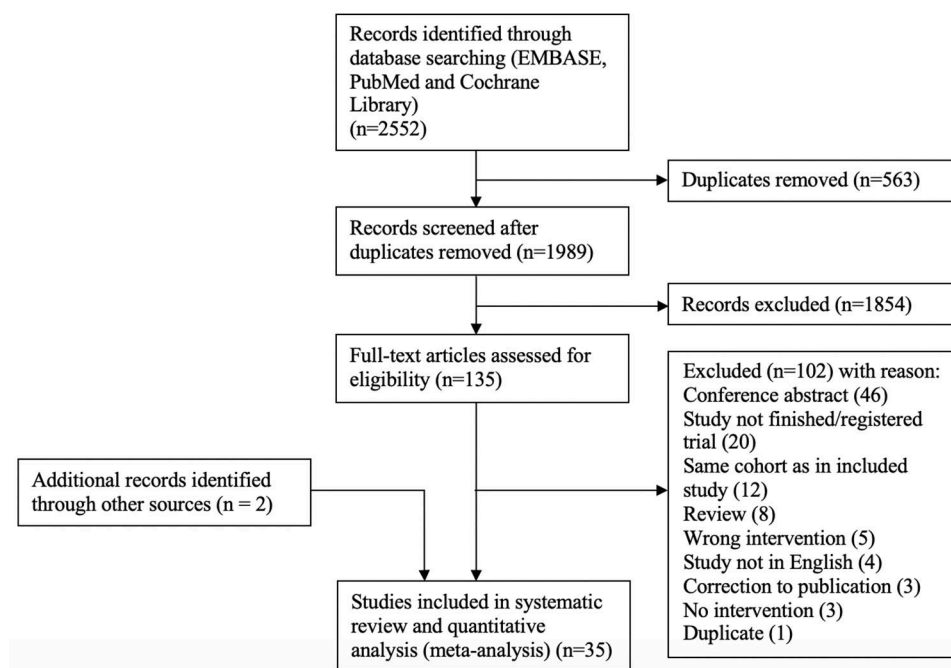 Records identified through
database searching (EMBASE,
PubMed and Cochrane
Library)
(n=2552)
Duplicates removed (n=563)
Records screened after
duplicates removed (n=1989)
Records excluded (n=1854)
Full-text articles assessed for
eligibility (n=135)
Excluded (n=102) with reason:
Conference abstract (46)
Study not finished/registered
trial (20)
Same cohort as in included
study (12)
Review (8)
Wrong intervention (5)
Study not in English (4)
Correction to publication (3)
No intervention (3)
Duplicate (1)
Additional records identified
through other sources (n = 2)
Studies included in systematic
review and quantitative
analysis (meta-analysis) (n=35)